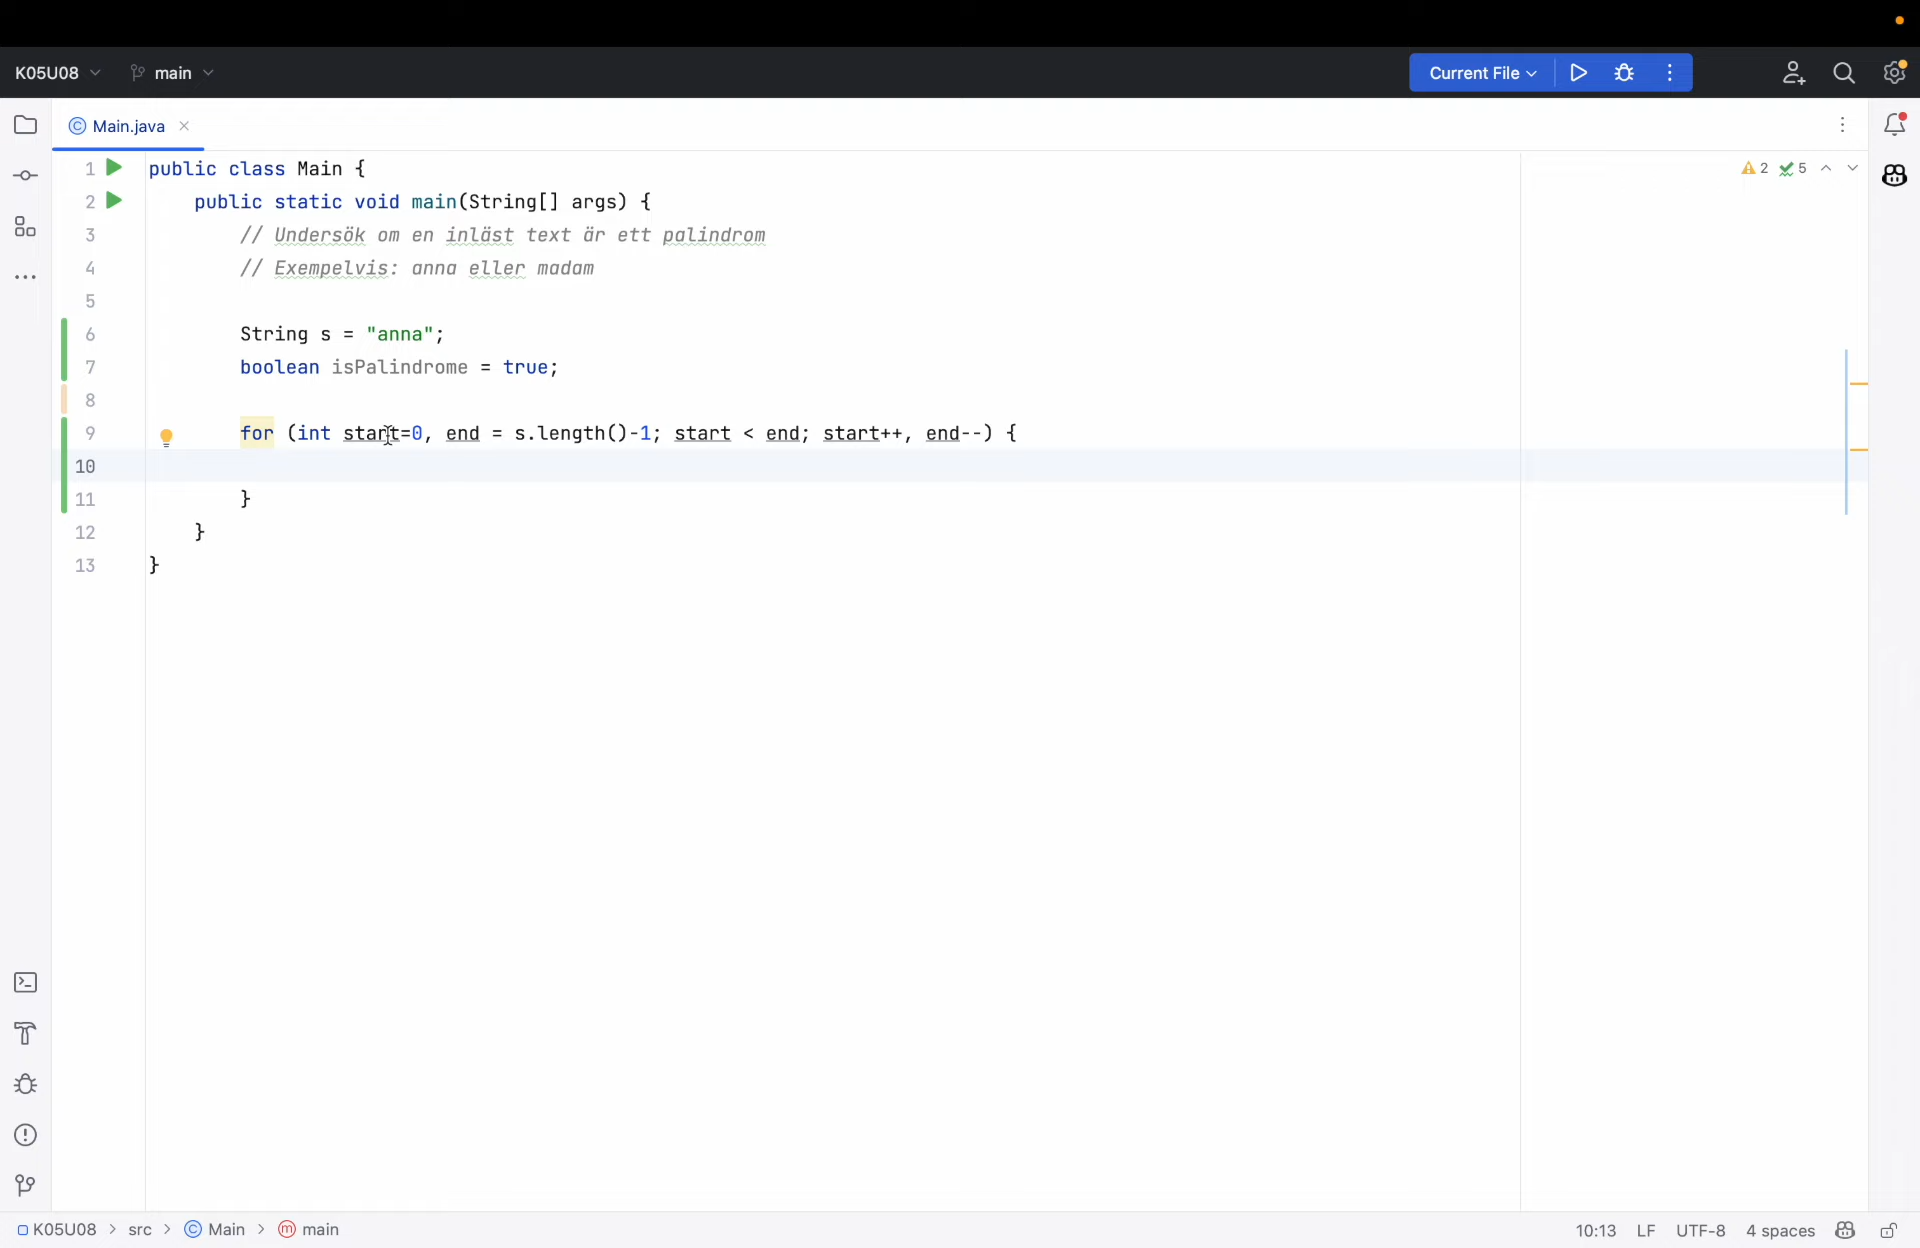 K05U08
main
Current File
Main.java
2 5
1 public class Main {
2 public static void main(String[] args) {
3 // Undersök om en inläst text är ett palindrom
4 // Exempelvis: anna eller madam
5
6 String s = "anna";
7 boolean isPalindrome = true;
8
9 for (int start=0, end = s.length()-1; start < end; start++, end--) {
10
11 }
12 }
13 }
K05U08 > src > Main > main
10:13 LF UTF-8 4 spaces